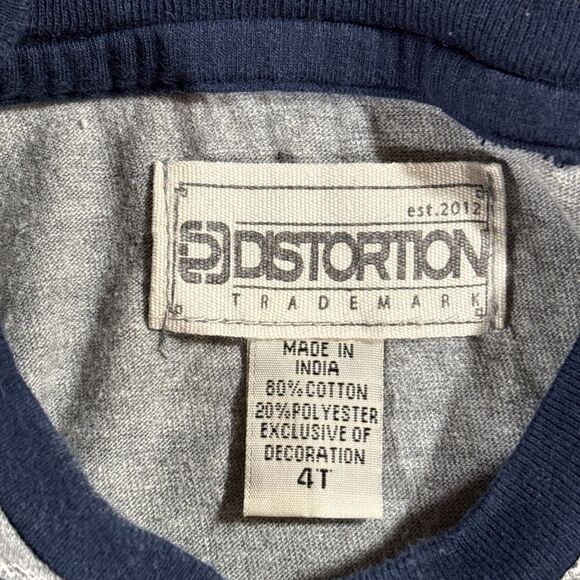 est.2012
DISTORTION
TRADEMARK
MADE IN
INDIA
80%COTTON
20%POLYESTER
EXCLUSIVE OF
DECORATION
4T